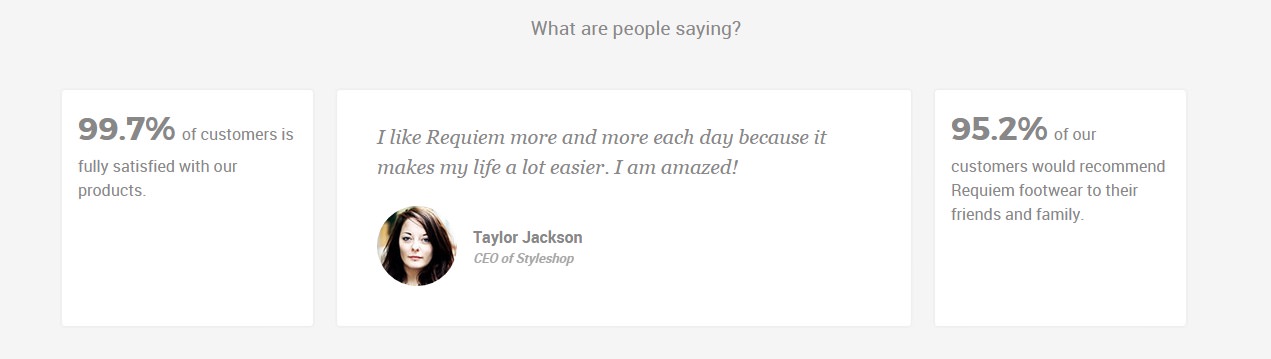 What are people saying?
99.7% of customers is
fully satisfied with our
products.
I like Requiem more and more each day because it
makes my life a lot easier. I am amazed!
Taylor Jackson
CEO of Styleshop
95.2% of our
customers would recommend
Requiem footwear to their
friends and family.